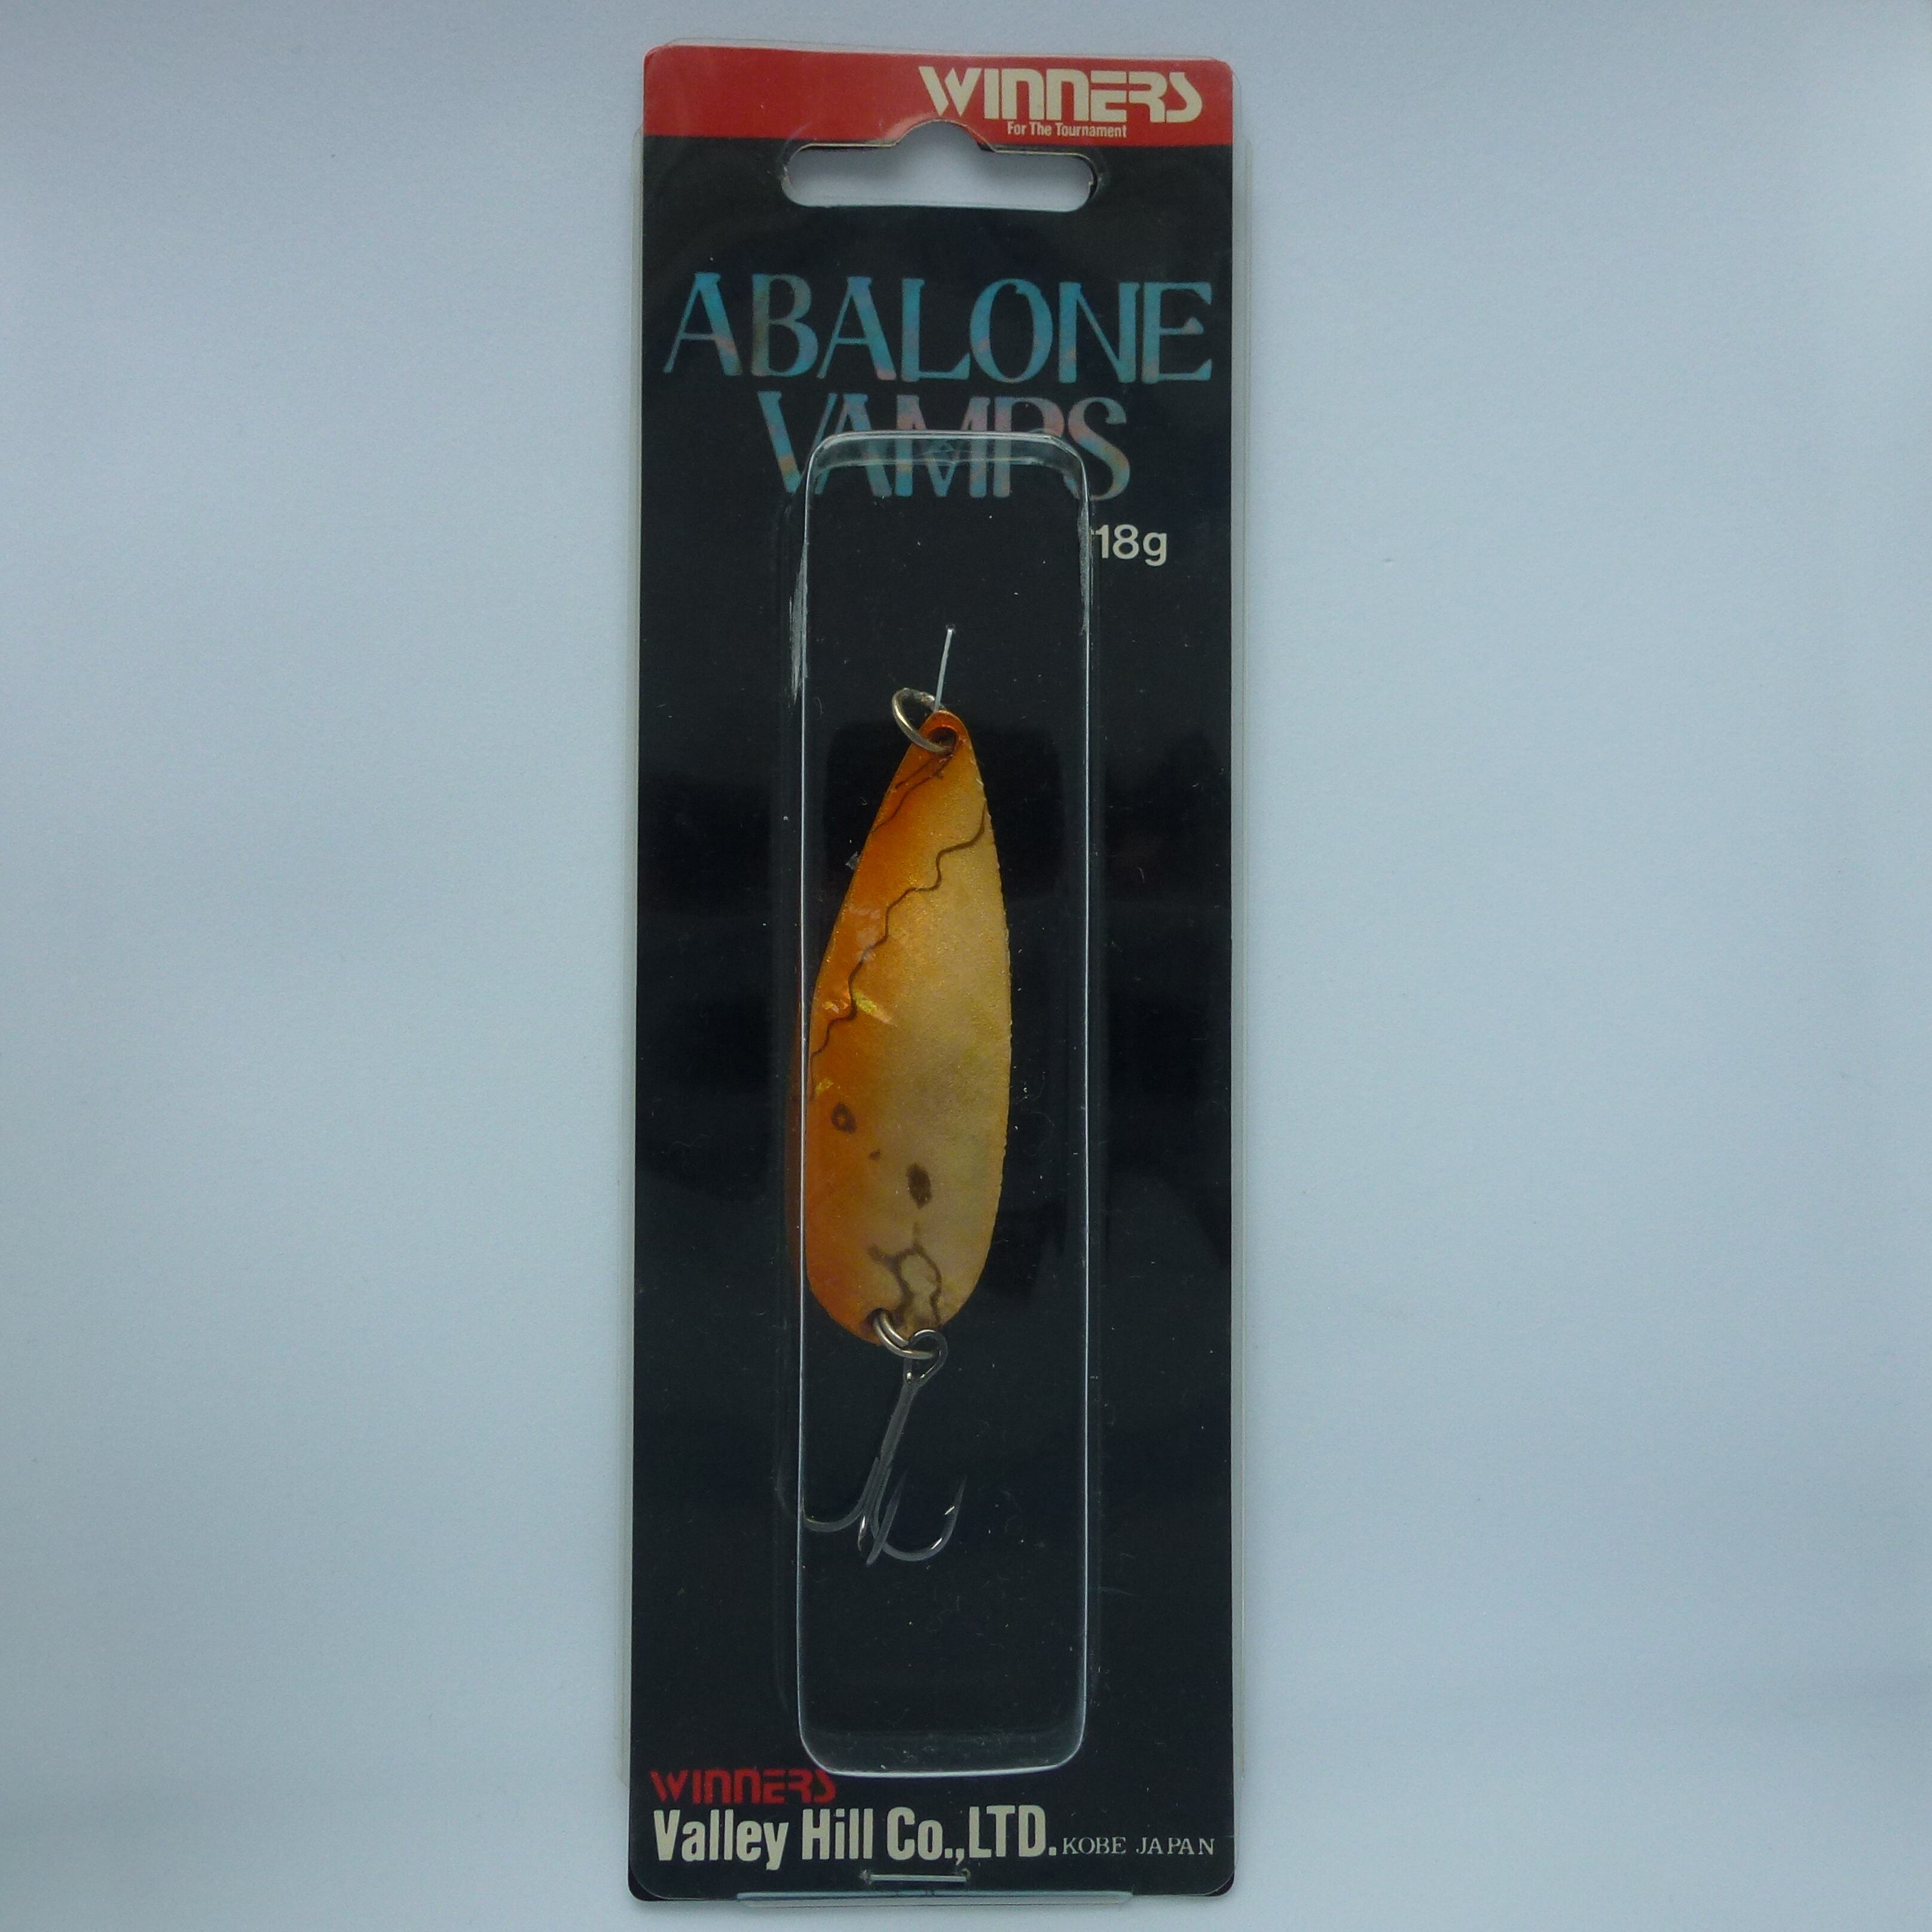 WINNERS
For The Tournament
ABALONE
VAMPS
18g
WINNERS
Valley Hill Co.,LTD. KOBE JAPAN